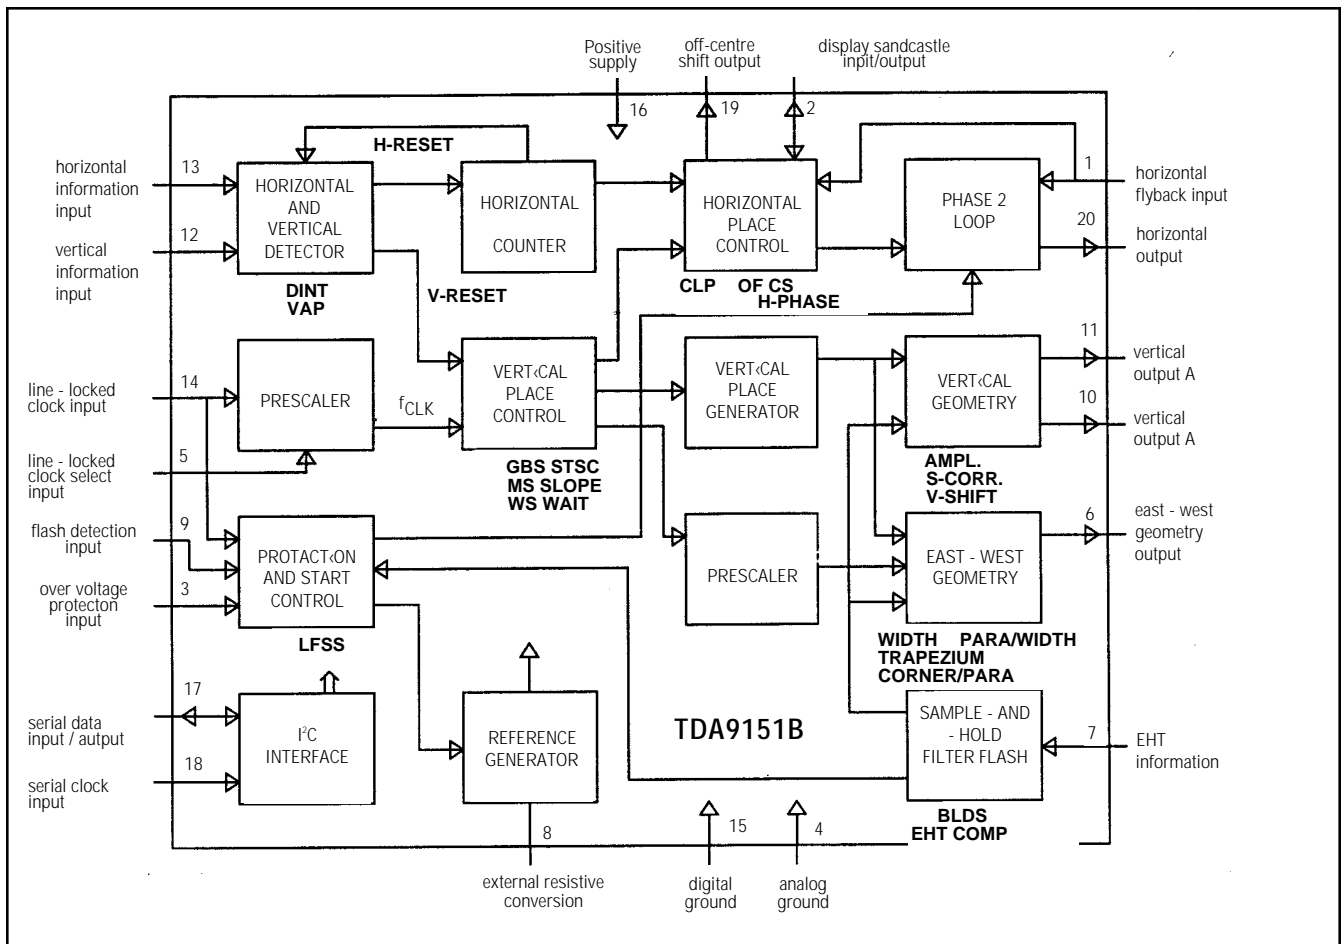 Positive
supply
16
off-centre
shift output
19
display sandcastle
inpit/output
2
horizontal
information
input
13
vertical
information
input
12
HORIZONTAL
AND
VERTICAL
DETECTOR
DINT
VAP
H-RESET
HORIZONTAL
COUNTER
V-RESET
HORIZONTAL
PLACE
CONTROL
CLP OF CS
H-PHASE
PHASE 2
LOOP
1
horizontal
flyback input
20
horizontal
output
line - locked
clock input
14
PRESCALER
fCLK
line - locked
clock select
input
5
VERT‹CAL
PLACE
CONTROL
GBS STSC
MS SLOPE
WS WAIT
VERT‹CAL
PLACE
GENERATOR
VERT‹CAL
GEOMETRY
AMPL.
S-CORR.
V-SHIFT
11
vertical
output A
10
vertical
output A
flash detection
input
9
over voltage
protecton
input
3
PROTACT‹ON
AND START
CONTROL
LFSS
PRESCALER
EAST - WEST
GEOMETRY
WIDTH PARA/WIDTH
TRAPEZIUM
CORNER/PARA
6
east - west
geometry
output
17
serial data
input / autput
18
serial clock
input
I²C
INTERFACE
REFERENCE
GENERATOR
TDA9151B
SAMPLE - AND
- HOLD
FILTER FLASH
BLDS
EHT COMP
7
EHT
information
8
external resistive
conversion
15
digital
ground
4
analog
ground